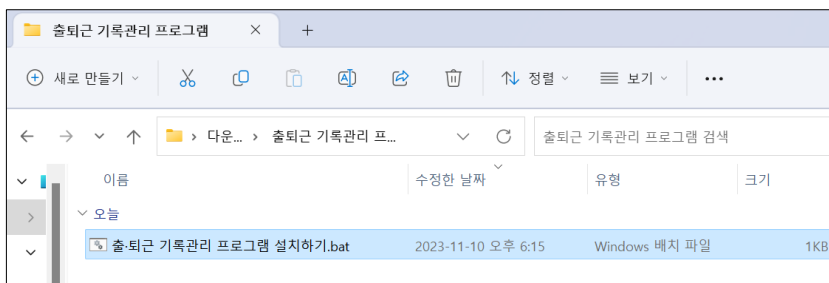 출퇴근 기록관리 프로그램
새로 만들기 정렬 보기
다운... 출퇴근 기록관리 프... 출퇴근 기록관리 프로그램 검색
이름 수정한 날짜 유형 크기
오늘
출·퇴근 기록관리 프로그램 설치하기.bat 2023-11-10 오후 6:15 Windows 배치 파일 1KB